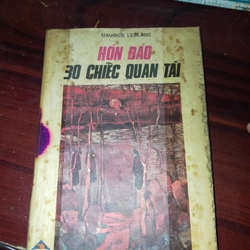 MAURICE LEBLANC
HÒN ĐẢO
30 CHIẾC QUAN TÀI